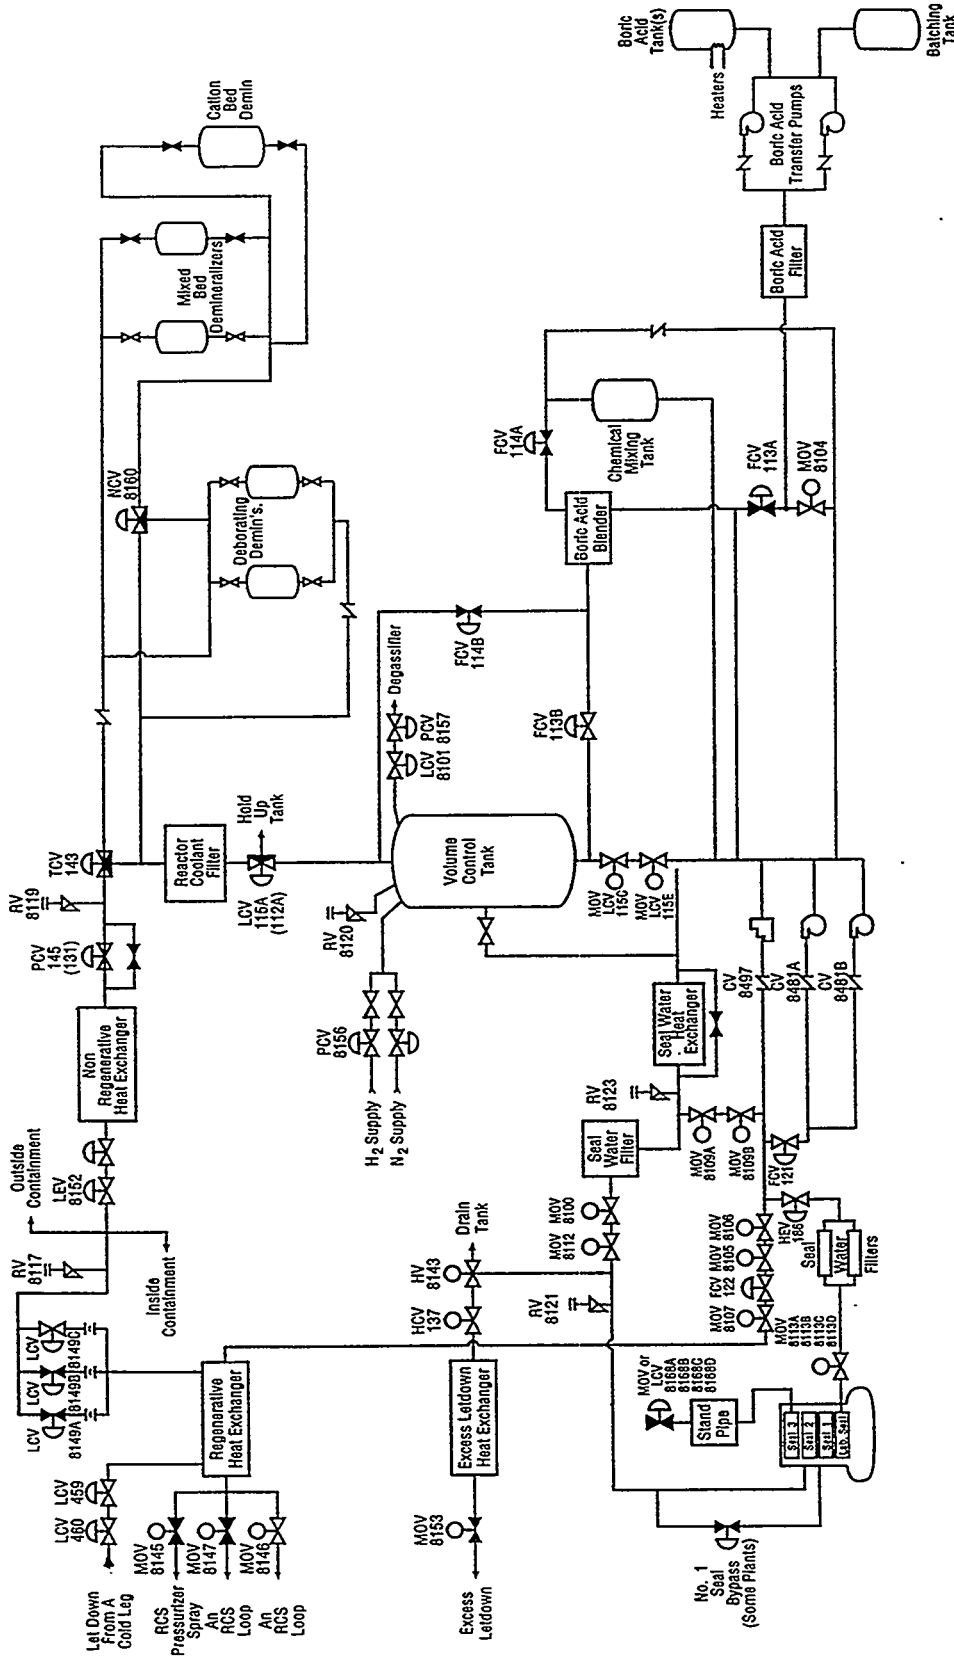 Let Down
From A
Cold Leg
LCV
460
LCV
459
RCS
Pressurizer
Spray
An
RCS
Loop
An
RCS
Loop
MOV
8145
MOV
8147
MOV
8146
Regenerative
Heat Exchanger
LCV
8149A
LCV
8149B
LCV
8149C
RV
8117
Inside
Containment
Outside
Containment
LEV
8152
Non
Regenerative
Heat Exchanger
PCV
145
(131)
RV
8119
TCV
143
NCV
8160
Mixed
Bed
Demineralizers
Cation
Bed
Demin
Deborating
Demin's.
Reactor
Coolant
Filter
LCV
115A
(112A)
Hold
Up
Tank
H2 Supply
N2 Supply
PCV
8156
RV
8120
Volume
Control
Tank
LCV
8101
PCV
8157
Degassifier
FCV
114B
FCV
113B
Boric Acid
Blender
FCV
114A
Chemical
Mixing
Tank
FCV
113A
MOV
8104
Boric Acid
Filter
Boric Acid
Transfer Pumps
Heaters
Boric
Acid
Tank(s)
Batching
Tank
MOV
LCV
115C
MOV
LCV
115E
Excess
Letdown
MOV
8153
Excess Letdown
Heat Exchanger
HCV
137
HV
8143
Drain
Tank
RV
8121
MOV
8112
MOV
8100
Seal
Water
Filter
RV
8123
Seal Water
Heat
Exchanger
MOV
8109A
MOV
8109B
CV
8497
CV
8481A
CV
8481B
FCV
121
HEV
186
MOV
8107
FCV
122
MOV
8105
MOV
8106
Seal
Water
Filters
MOV
8113A
8113B
8113C
8113D
MOV or
LCV
8168A
8168B
8168C
8168D
Stand
Pipe
Seal 3
Seal 2
Seal 1
Lab. Seal
No. 1
Seal
Bypass
(Some Plants)